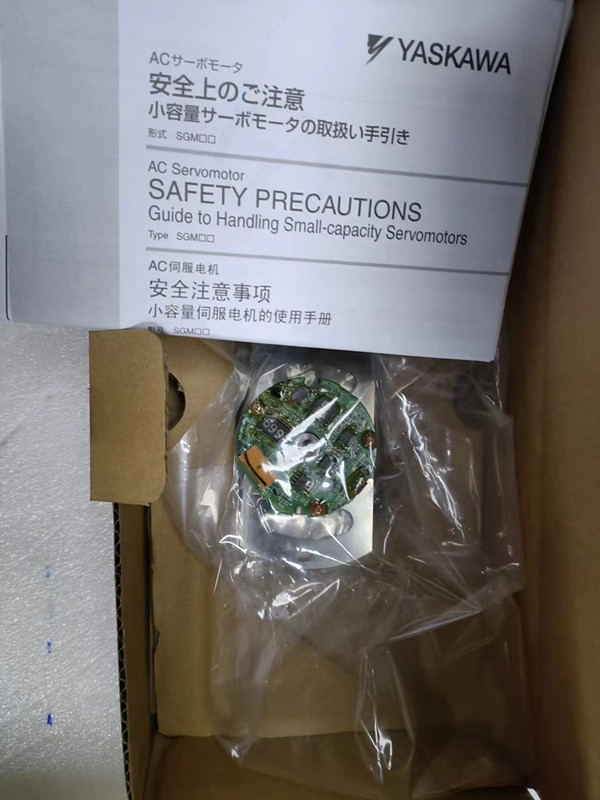 YASKAWA
ACサーボモータ
安全上のご注意
小容量サーボモータの取扱い手引き
形式 SGM□□
AC Servomotor
SAFETY PRECAUTIONS
Guide to Handling Small-capacity Servomotors
Type SGM□□
AC伺服电机
安全注意事项
小容量伺服电机的使用手册
型号 SGM□□
699